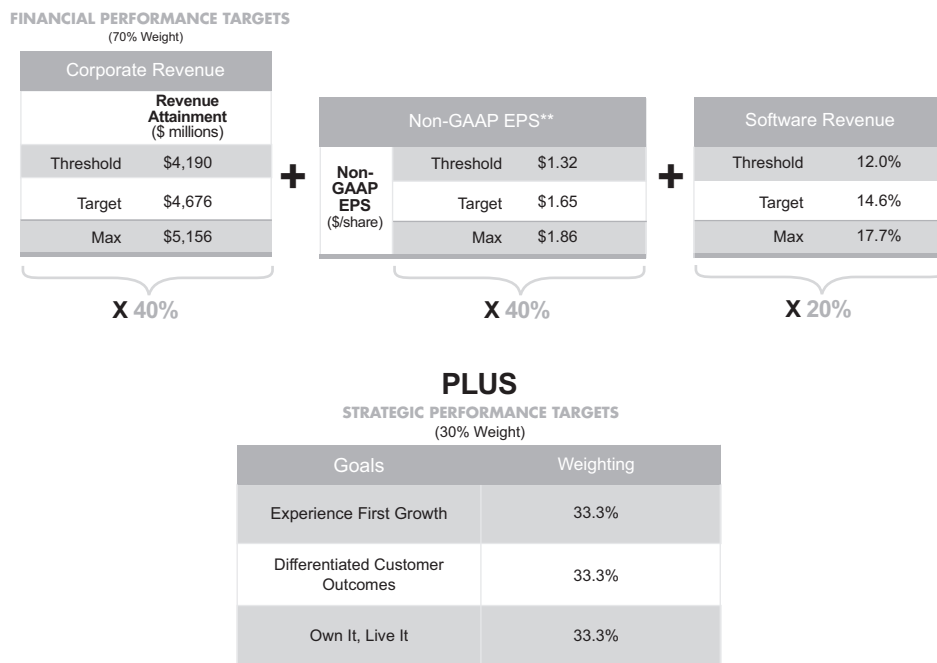 FINANCIAL PERFORMANCE TARGETS
(70% Weight)
Corporate Revenue
Revenue
Attainment
($ millions)
Threshold $4,190
Target $4,676
Max $5,156
X 40%
+
Non-GAAP EPS**
Non-
GAAP
EPS
($/share)
Threshold $1.32
Target $1.65
Max $1.86
X 40%
+
Software Revenue
Threshold 12.0%
Target 14.6%
Max 17.7%
X 20%
PLUS
STRATEGIC PERFORMANCE TARGETS
(30% Weight)
Goals Weighting
Experience First Growth 33.3%
Differentiated Customer
Outcomes 33.3%
Own It, Live It 33.3%